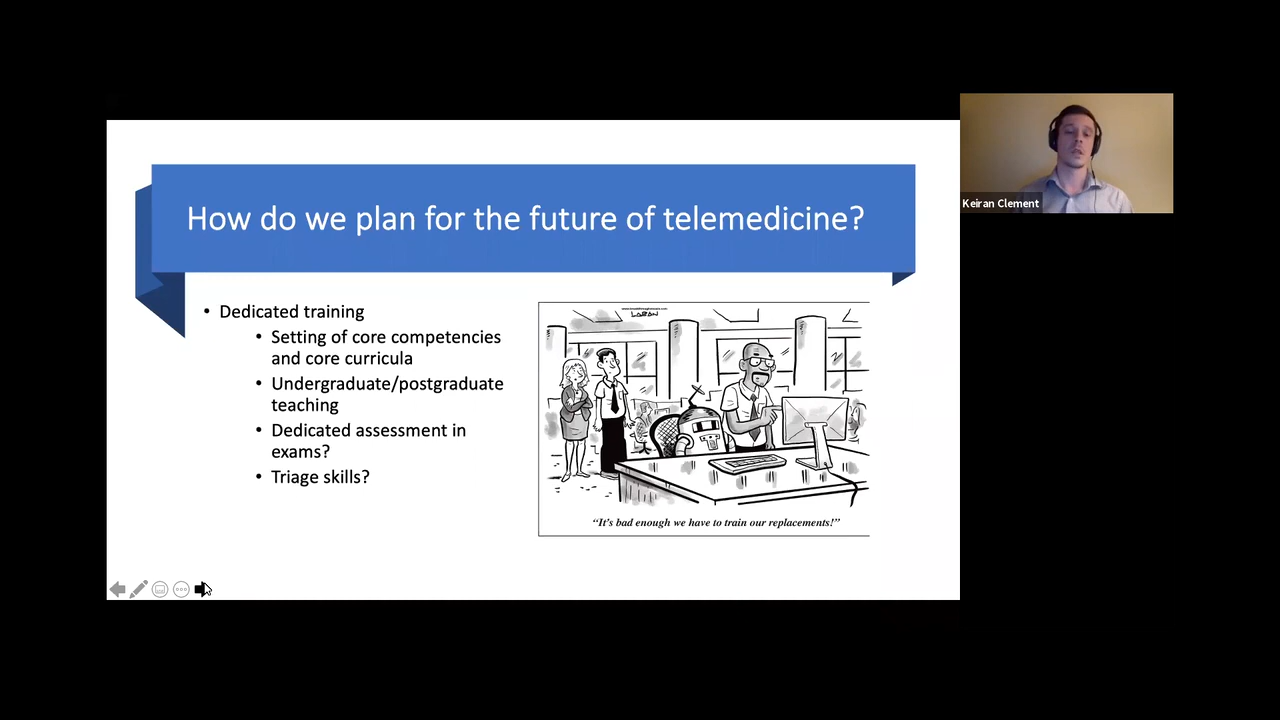 How do we plan for the future of telemedicine?
Keiran Clement
• Dedicated training
• Setting of core competencies
and core curricula
• Undergraduate/postgraduate
teaching
• Dedicated assessment in
exams?
• Triage skills?
LARON
“It’s bad enough we have to train our replacements!”